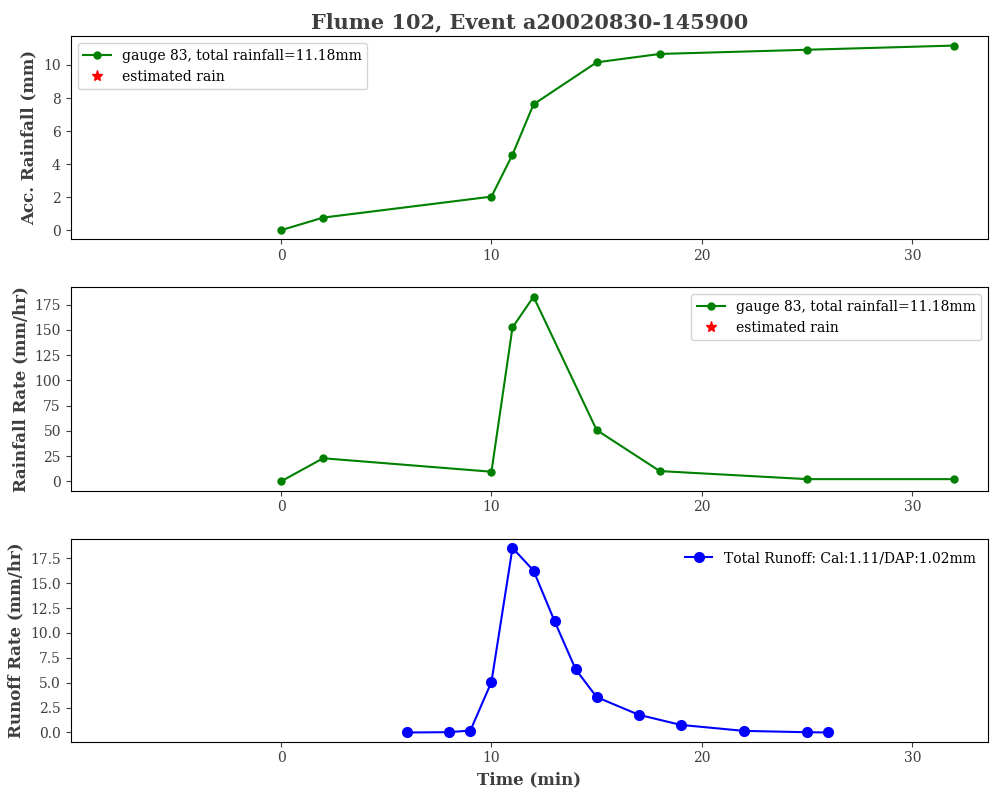 Flume 102, Event a20020830-145900
Acc. Rainfall (mm)
10
8
6
4
2
0
gauge 83, total rainfall=11.18mm
estimated rain
0 10 20 30
Rainfall Rate (mm/hr)
175
150
125
100
75
50
25
0
gauge 83, total rainfall=11.18mm
estimated rain
0 10 20 30
Runoff Rate (mm/hr)
17.5
15.0
12.5
10.0
7.5
5.0
2.5
0.0
Total Runoff: Cal:1.11/DAP:1.02mm
0 10 20 30
Time (min)